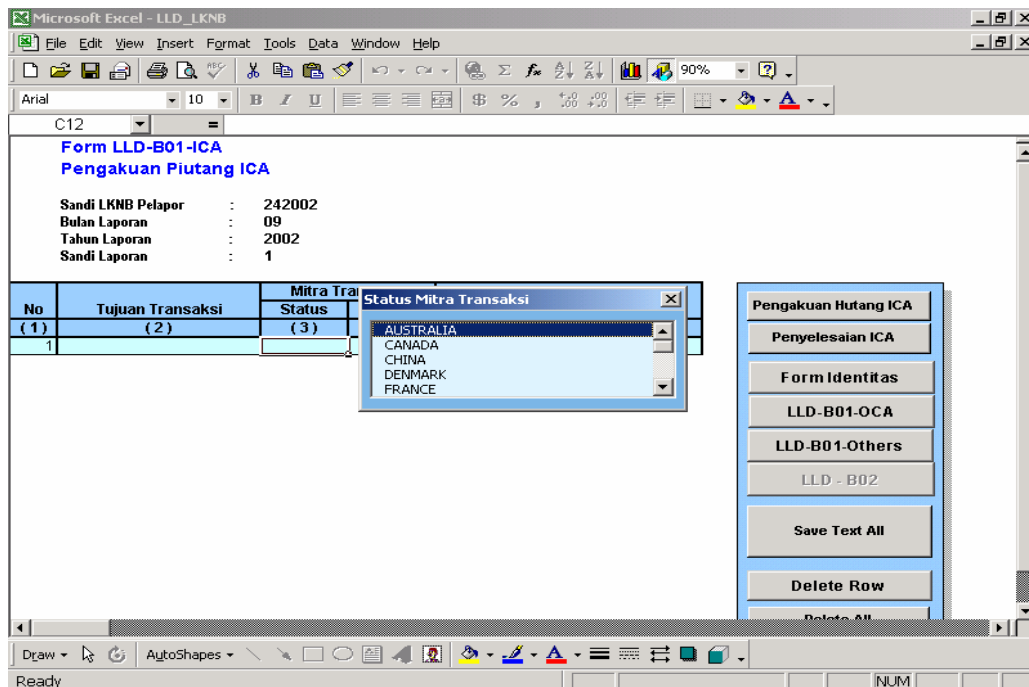 Microsoft Excel - LLD_LKNB
File Edit View Insert Format Tools Data Window Help
90%
Arial 10 B I U $ % ,
C12 =
Form LLD-B01-ICA
Pengakuan Piutang ICA
Sandi LKNB Pelapor : 242002
Bulan Laporan : 09
Tahun Laporan : 2002
Sandi Laporan : 1
Mitra Tra
No Tujuan Transaksi Status
(1) (2) (3)
1
Status Mitra Transaksi
AUSTRALIA
CANADA
CHINA
DENMARK
FRANCE
Pengakuan Hutang ICA
Penyelesaian ICA
Form Identitas
LLD-B01-OCA
LLD-B01-Others
LLD - B02
Save Text All
Delete Row
Delete All
Draw AutoShapes
Ready NUM